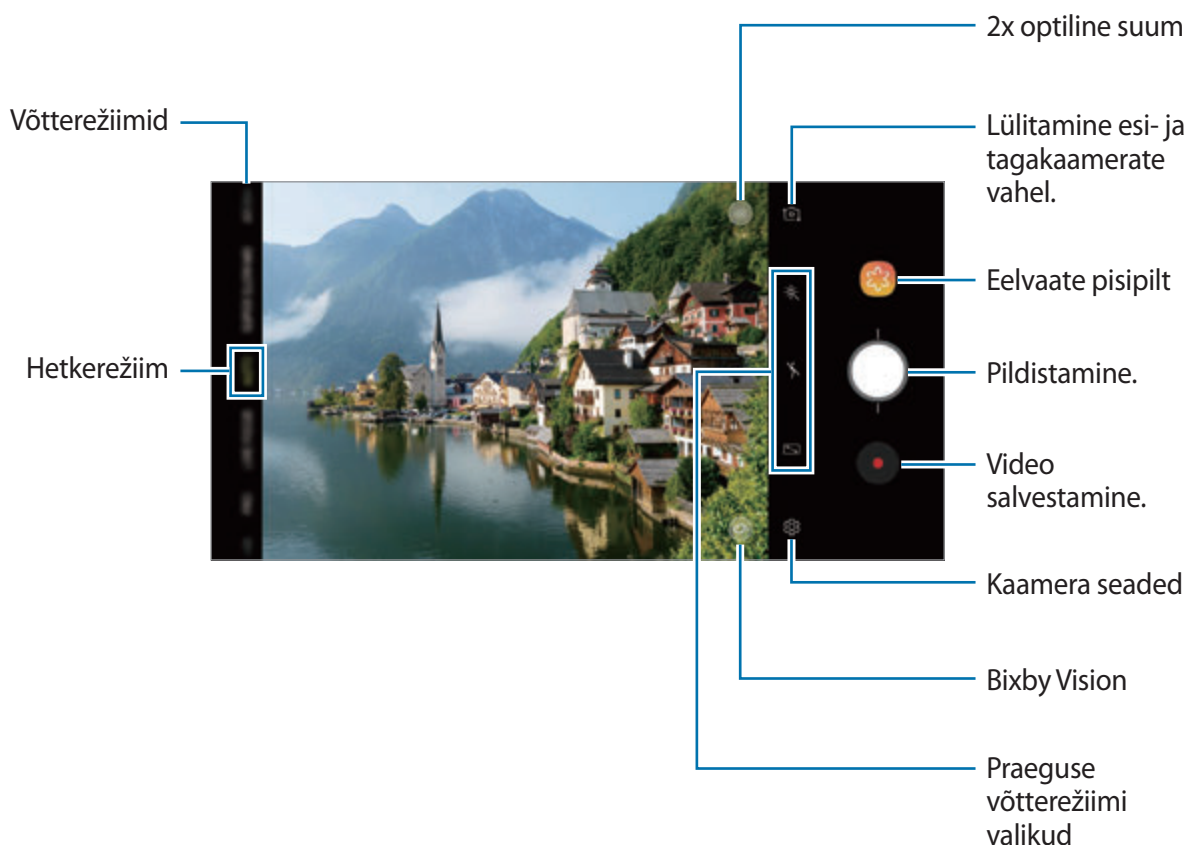 2x optiline suum
Võtterežiimid
Lülitamine esi- ja
tagakaamerate
vahel.
Eelvaate pisipilt
Hetkerežiim
Pildistamine.
Video
salvestamine.
Kaamera seaded
Bixby Vision
Praeguse
võtterežiimi
valikud